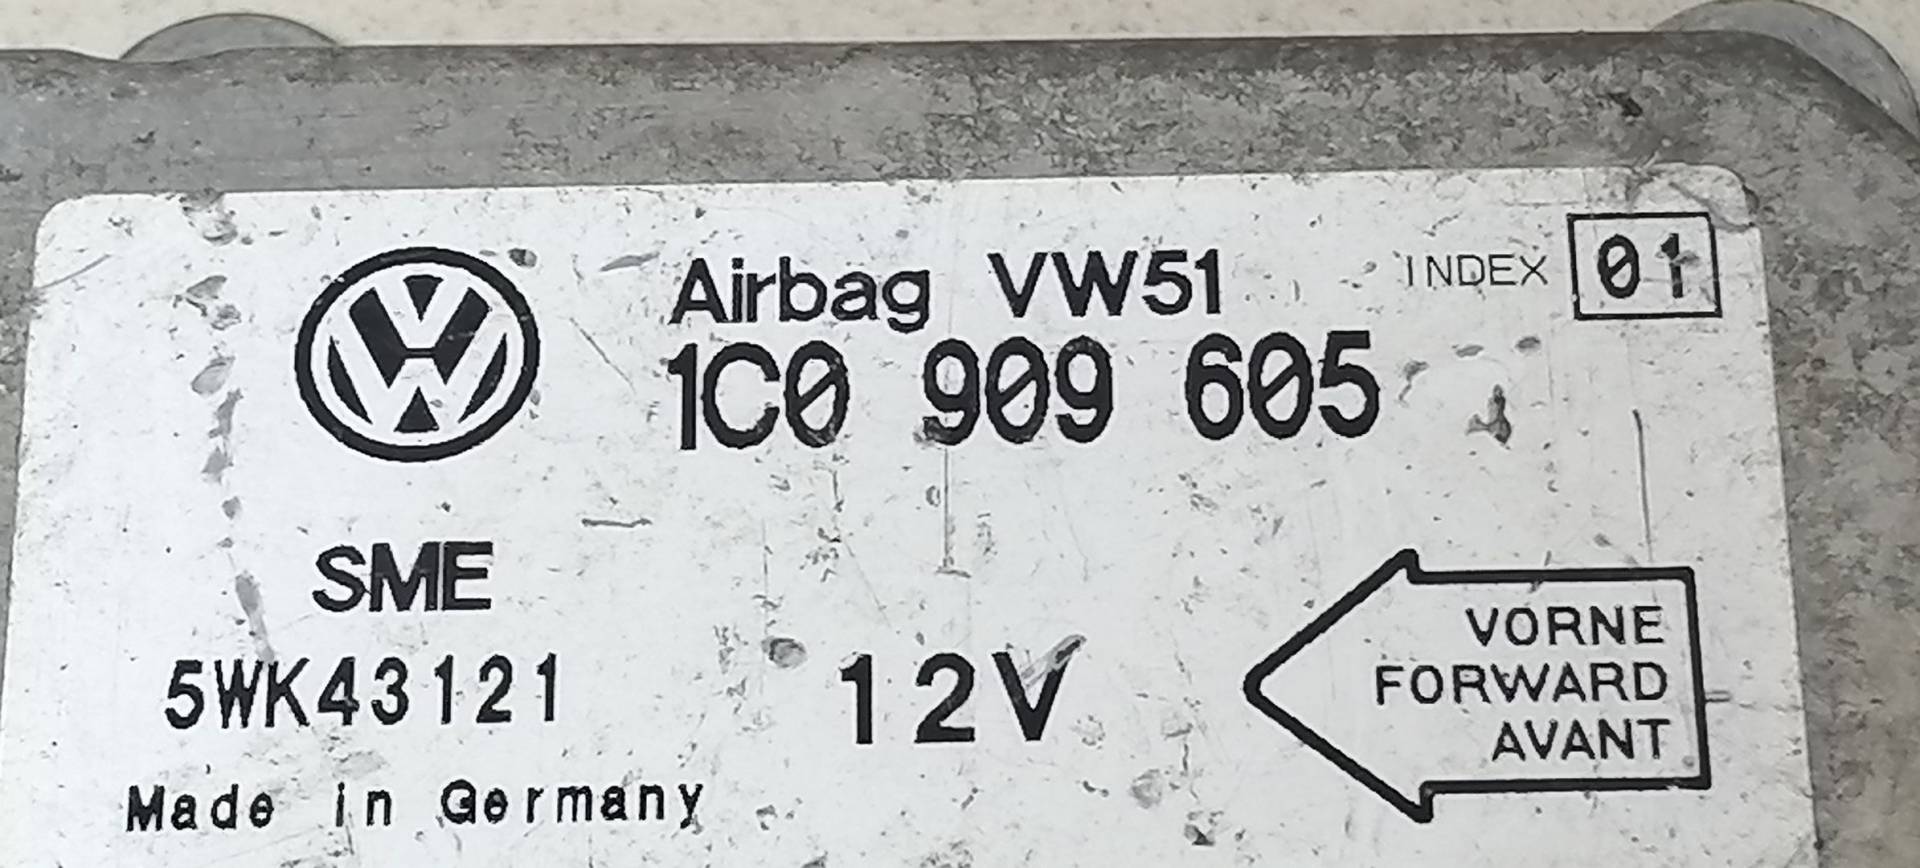 Airbag VW51 INDEX 01
1C0 909 605
SME
5WK43121 12V
VORNE
FORWARD
AVANT
Made in Germany